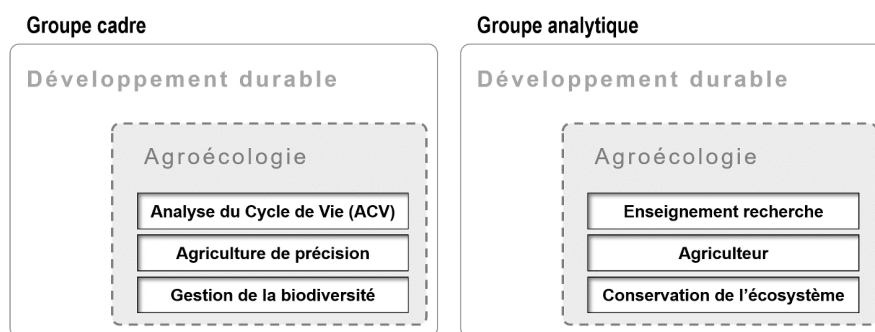 Groupe cadre
Développement durable
Agroécologie
Analyse du Cycle de Vie (ACV)
Agriculture de précision
Gestion de la biodiversité
Groupe analytique
Développement durable
Agroécologie
Enseignement recherche
Agriculteur
Conservation de l'écosystème